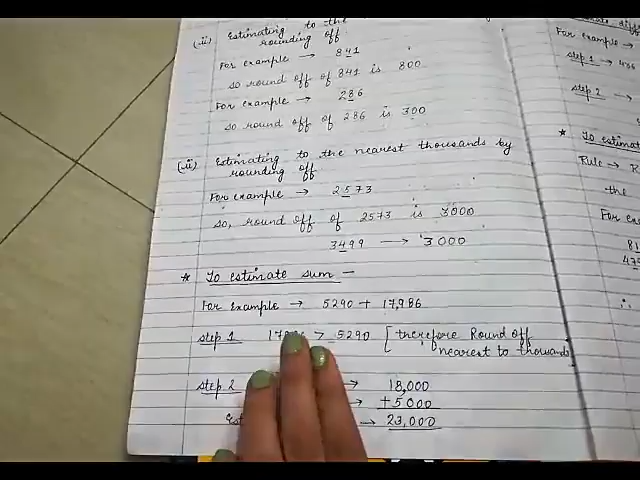 (ii) Estimating to the
rounding off
For example → 841
so round off of 841 is 800
For example → 286
so round off of 286 is 300
(iii) Estimating to the nearest thousands by
rounding off
For example → 2573
so, round off of 2573 is 3000
3499 → 3000
* To estimate sum —
For Example → 5290 + 17,986
step 1 > 5290 [ therefore Round off
nearest to thousands
step 2 → 18,000
→ +5000
→ 23,000
For example →
step 1 →
step 2 →
* To estimat
Rule →
the
For ex
81
475
∴